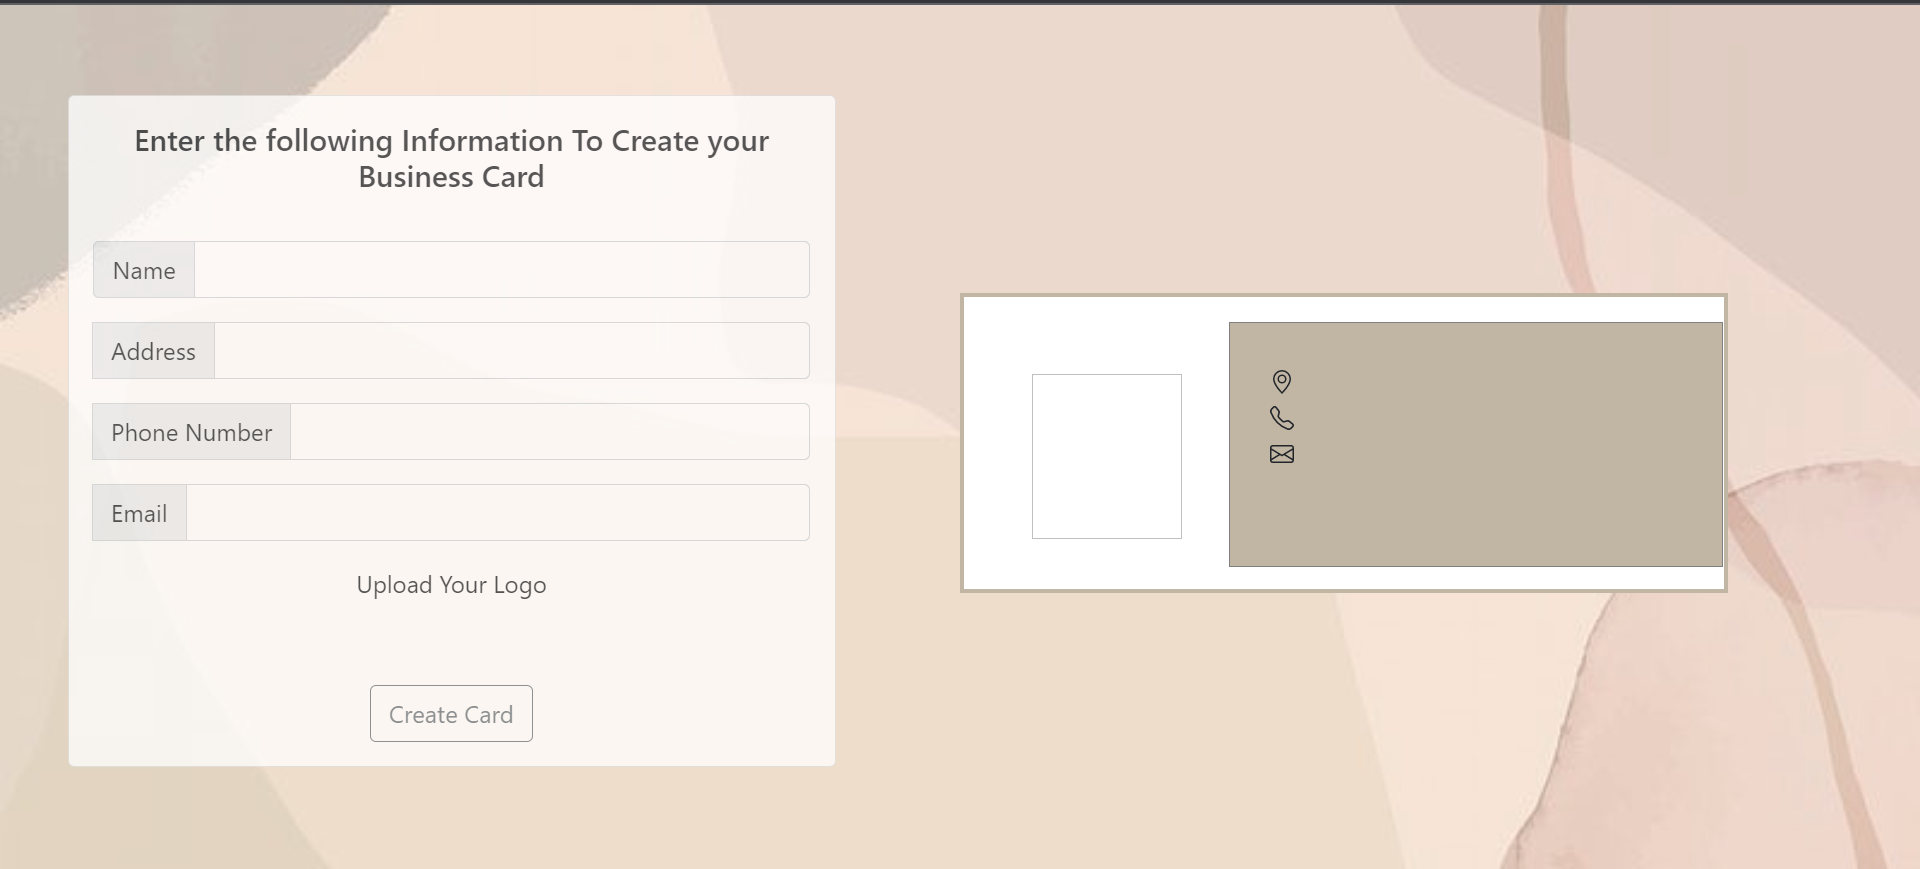 Enter the following Information To Create your
Business Card
Name
Address
Phone Number
Email
Upload Your Logo
Create Card